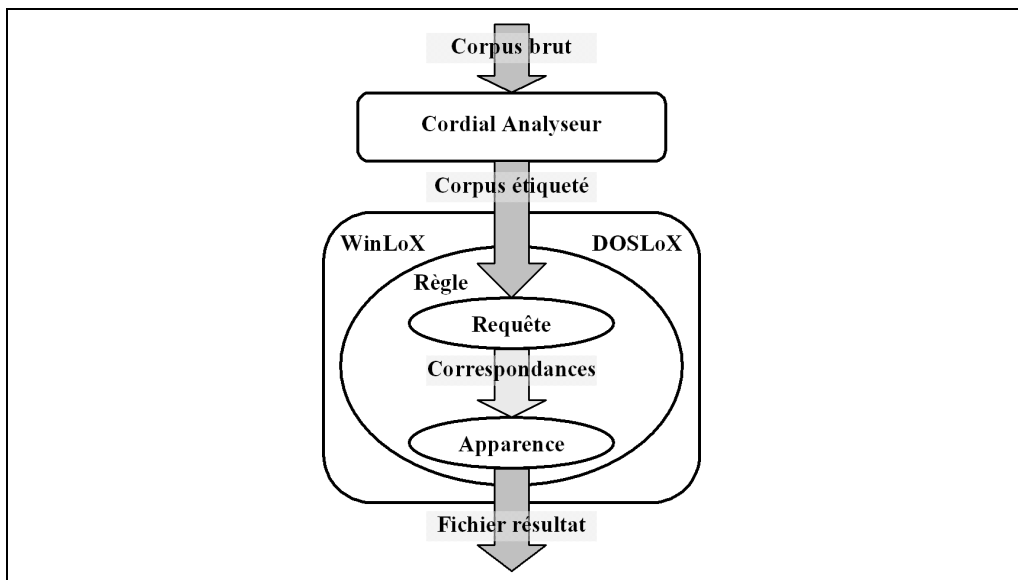 Corpus brut
Cordial Analyseur
Corpus étiqueté
WinLoX DOSLoX
Règle
Requête
Correspondances
Apparence
Fichier résultat